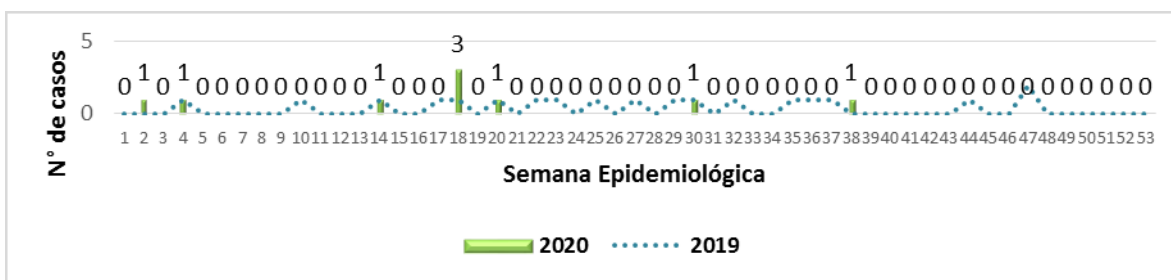 N° de casos
5
3
0 1 0 1 0 0 0 0 0 0 0 0 0 1 0 0 0 0 1 0 0 0 0 0 0 0 0 0 1 0 0 0 0 0 0 0 1 0 0 0 0 0 0 0 0 0 0 0 0 0 0 0
0
1 2 3 4 5 6 7 8 9 10 11 12 13 14 15 16 17 18 19 20 21 22 23 24 25 26 27 28 29 30 31 32 33 34 35 36 37 38 39 40 41 42 43 44 45 46 47 48 49 50 51 52 53
Semana Epidemiológica
2020 2019